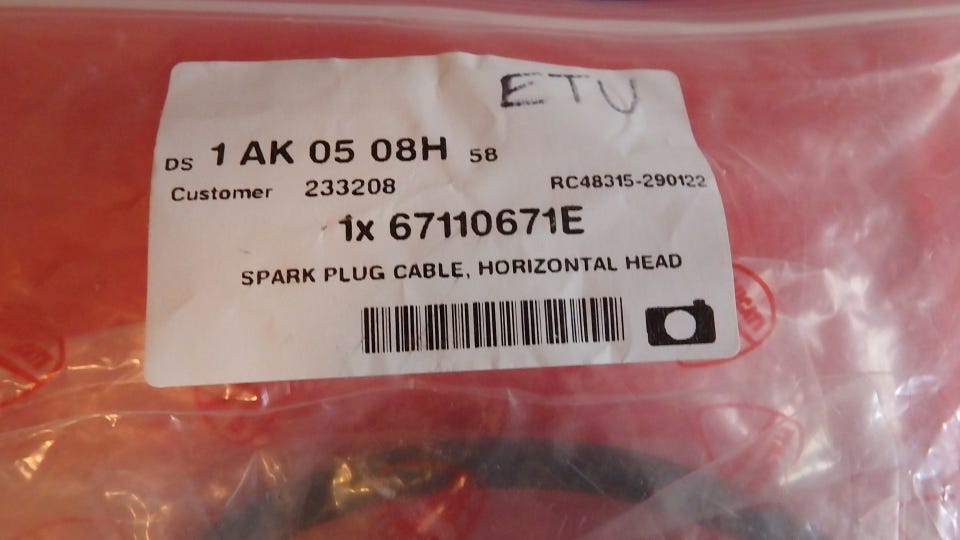 ETU
DS 1 AK 05 08H 58
Customer 233208 RC48315-290122
1x 67110671E
SPARK PLUG CABLE, HORIZONTAL HEAD